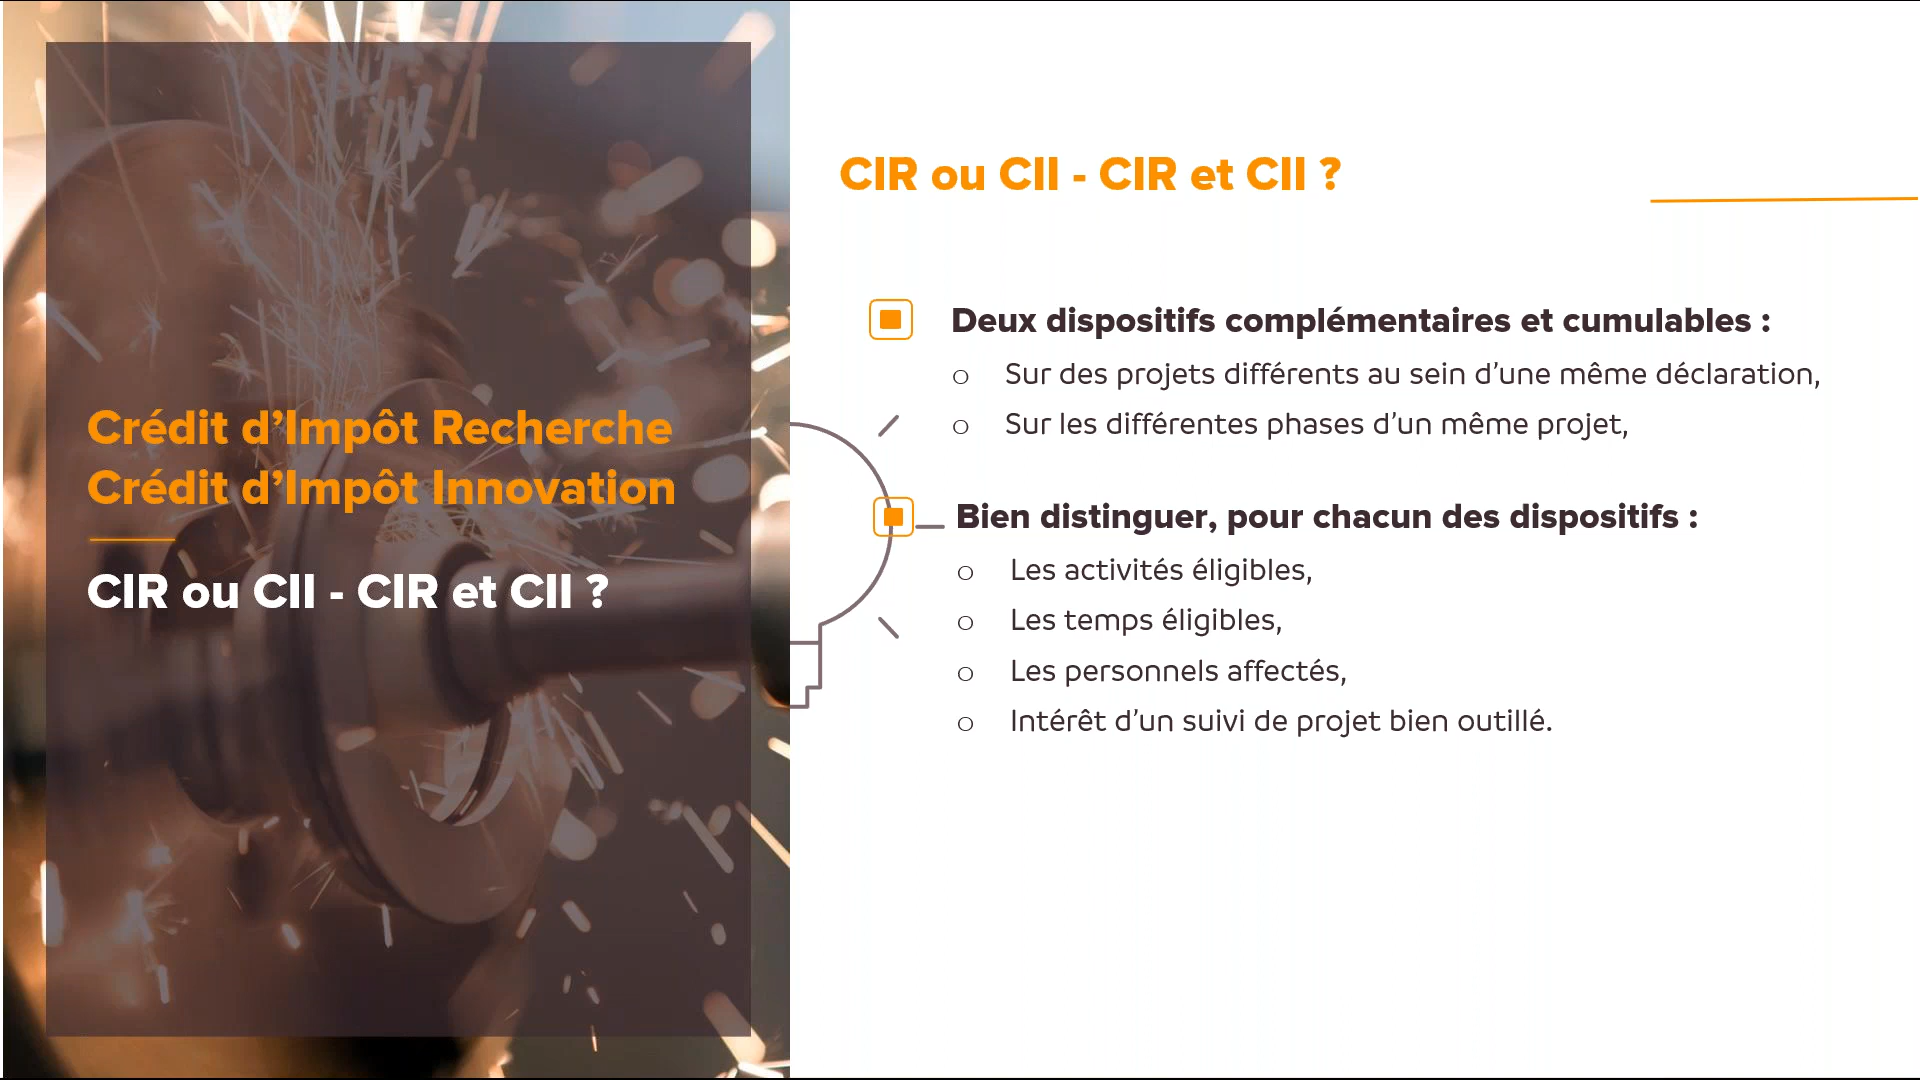 Crédit d’Impôt Recherche
Crédit d’Impôt Innovation
CIR ou CII - CIR et CII ?
CIR ou CII - CIR et CII ?
Deux dispositifs complémentaires et cumulables :
o Sur des projets différents au sein d’une même déclaration,
o Sur les différentes phases d’un même projet,
Bien distinguer, pour chacun des dispositifs :
o Les activités éligibles,
o Les temps éligibles,
o Les personnels affectés,
o Intérêt d’un suivi de projet bien outillé.